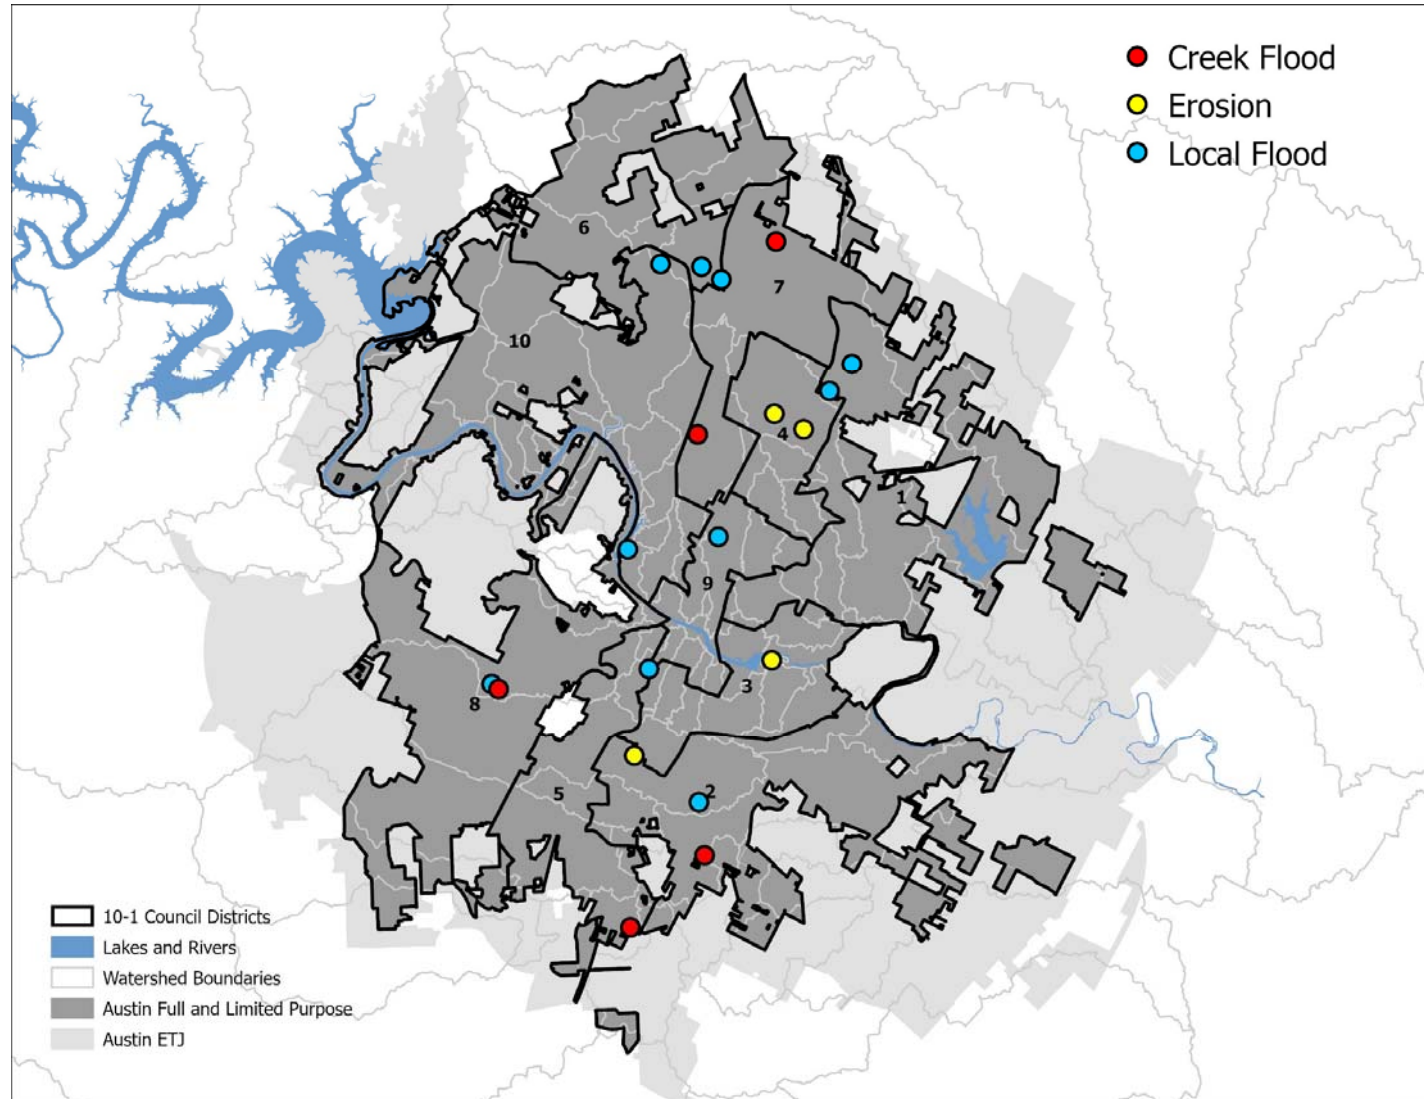 Creek Flood
Erosion
Local Flood
6
7
10
4
1
9
3
8
2
5
10-1 Council Districts
Lakes and Rivers
Watershed Boundaries
Austin Full and Limited Purpose
Austin ETJ